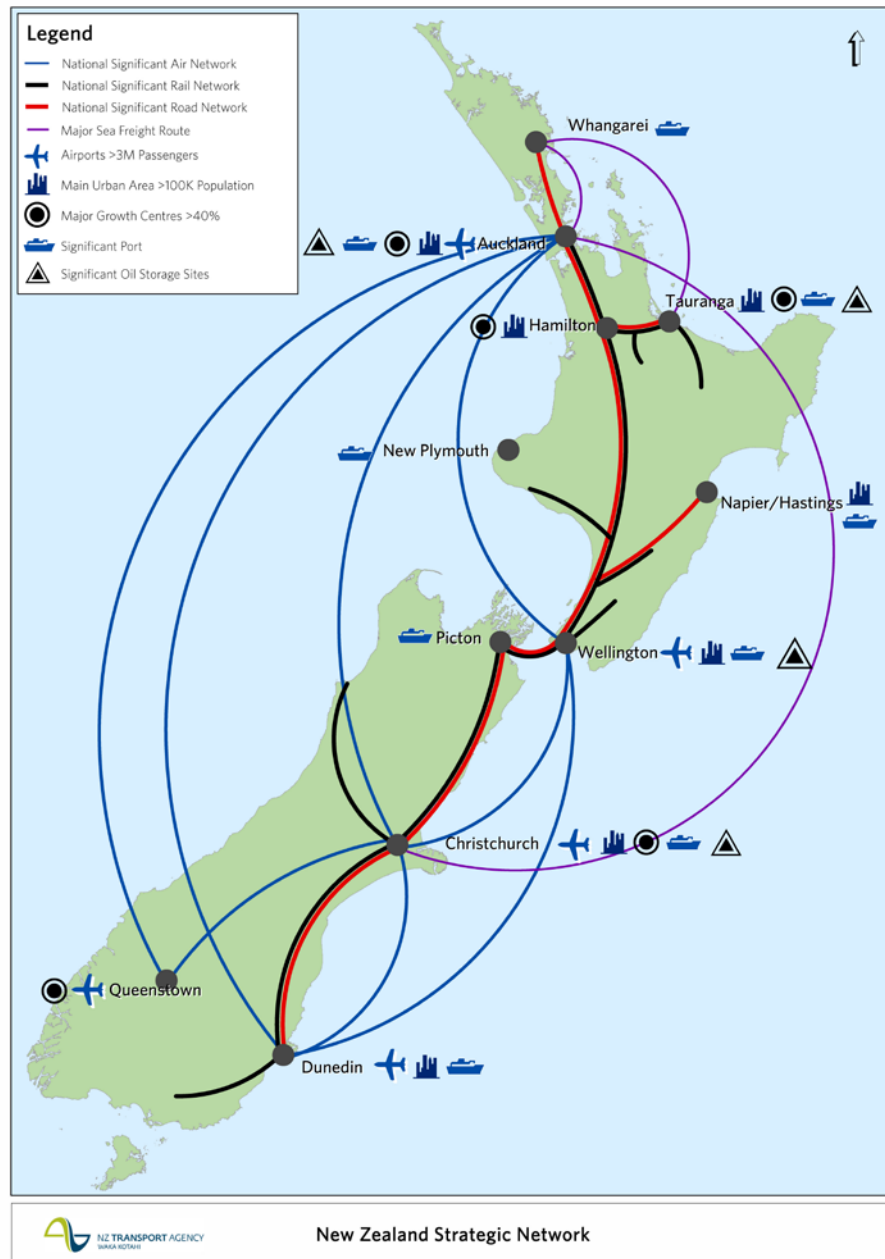 Legend
National Significant Air Network
National Significant Rail Network
National Significant Road Network
Major Sea Freight Route
Airports >3M Passengers
Main Urban Area >100K Population
Major Growth Centres >40%
Significant Port
Significant Oil Storage Sites
Whangarei
Auckland
Tauranga
Hamilton
New Plymouth
Napier/Hastings
Picton
Wellington
Christchurch
Queenstown
Dunedin
NZ TRANSPORT AGENCY
WAKA KOTAHI
New Zealand Strategic Network